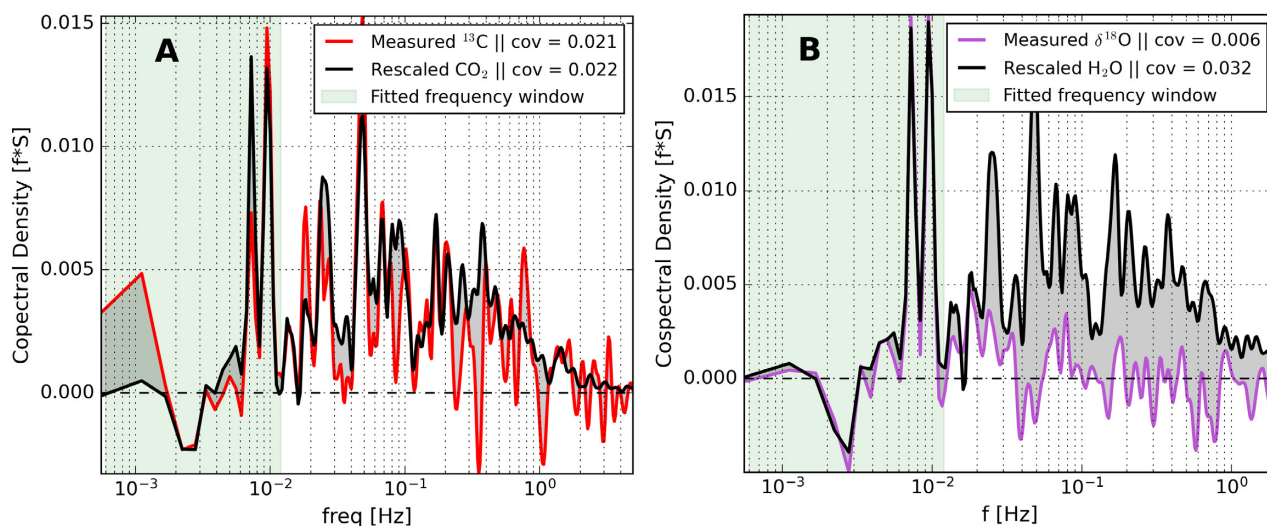 A
Measured ¹³C || cov = 0.021
Rescaled CO₂ || cov = 0.022
Fitted frequency window
Copectral Density [f*S]
0.015
0.010
0.005
0.000
10⁻³ 10⁻² 10⁻¹ 10⁰
freq [Hz]
B
Measured δ¹⁸O || cov = 0.006
Rescaled H₂O || cov = 0.032
Fitted frequency window
Cospectral Density [f*S]
0.015
0.010
0.005
0.000
10⁻³ 10⁻² 10⁻¹ 10⁰
f [Hz]